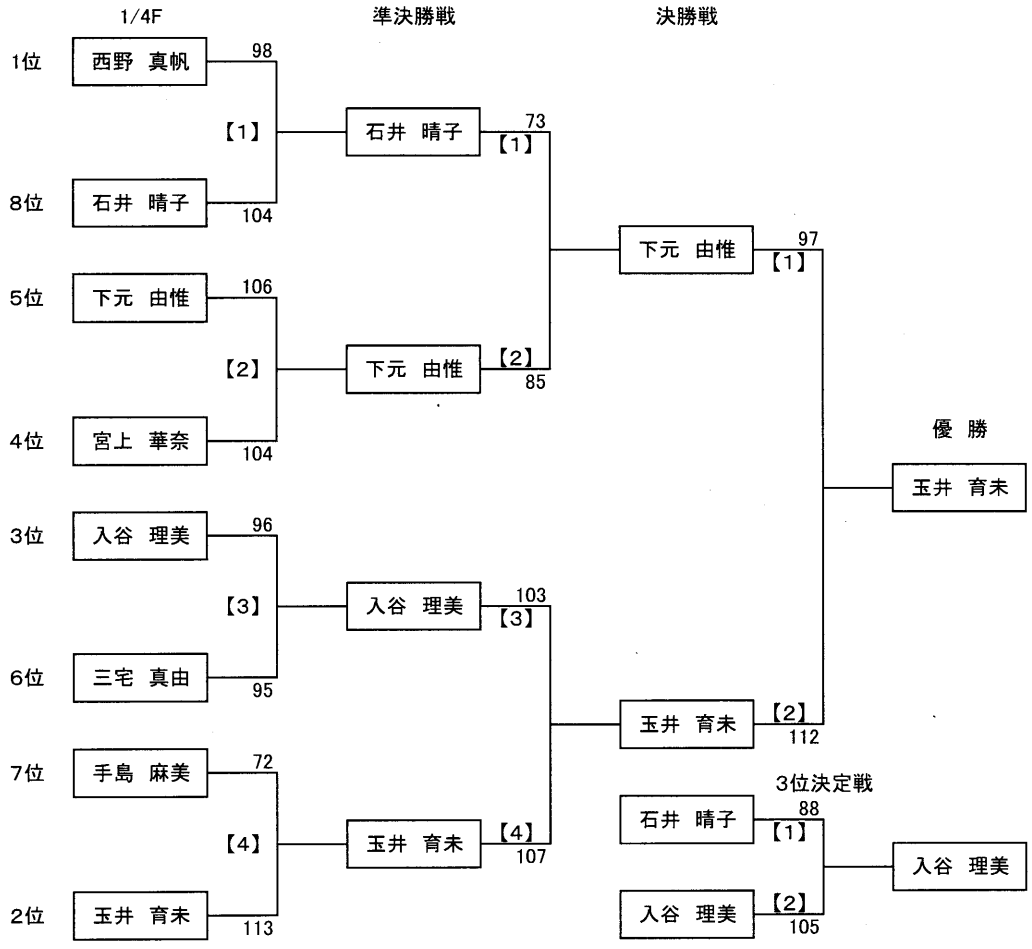 1/4F 準決勝戦 決勝戦
1位 西野 真帆 98
【1】 石井 晴子 73 【1】
8位 石井 晴子 104
下元 由惟 97 【1】
5位 下元 由惟 106
【2】 下元 由惟 【2】 85
4位 宮上 華奈 104
優 勝
玉井 育未
3位 入谷 理美 96
【3】 入谷 理美 103 【3】
6位 三宅 真由 95
玉井 育未 【2】 112
7位 手島 麻美 72
3位決定戦
石井 晴子 88 【1】
【4】 玉井 育未 【4】 107
入谷 理美
2位 玉井 育未 113
入谷 理美 【2】 105